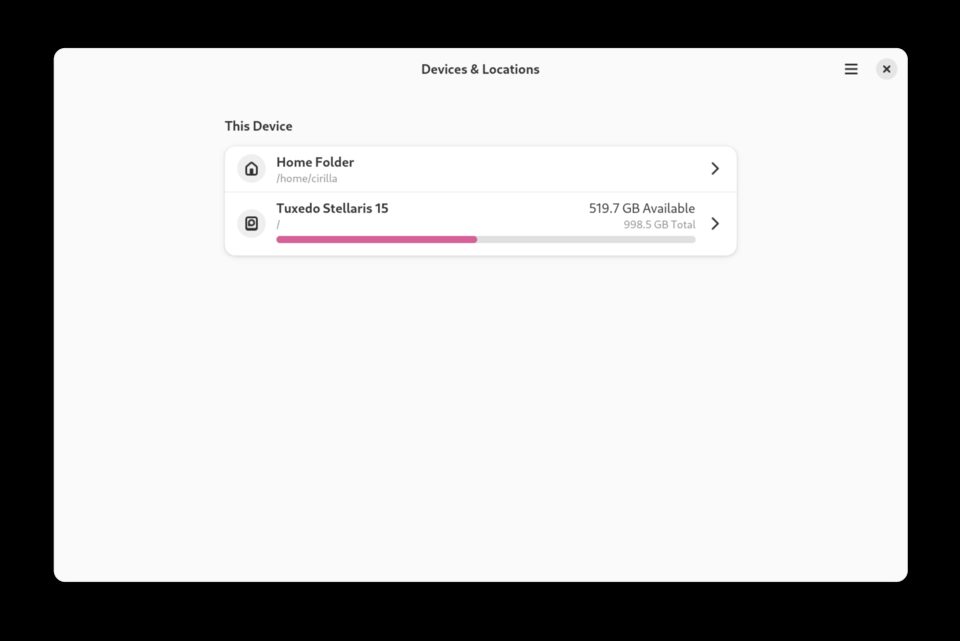 Devices & Locations
This Device
Home Folder
/home/cirilla
Tuxedo Stellaris 15
519.7 GB Available
/
998.5 GB Total